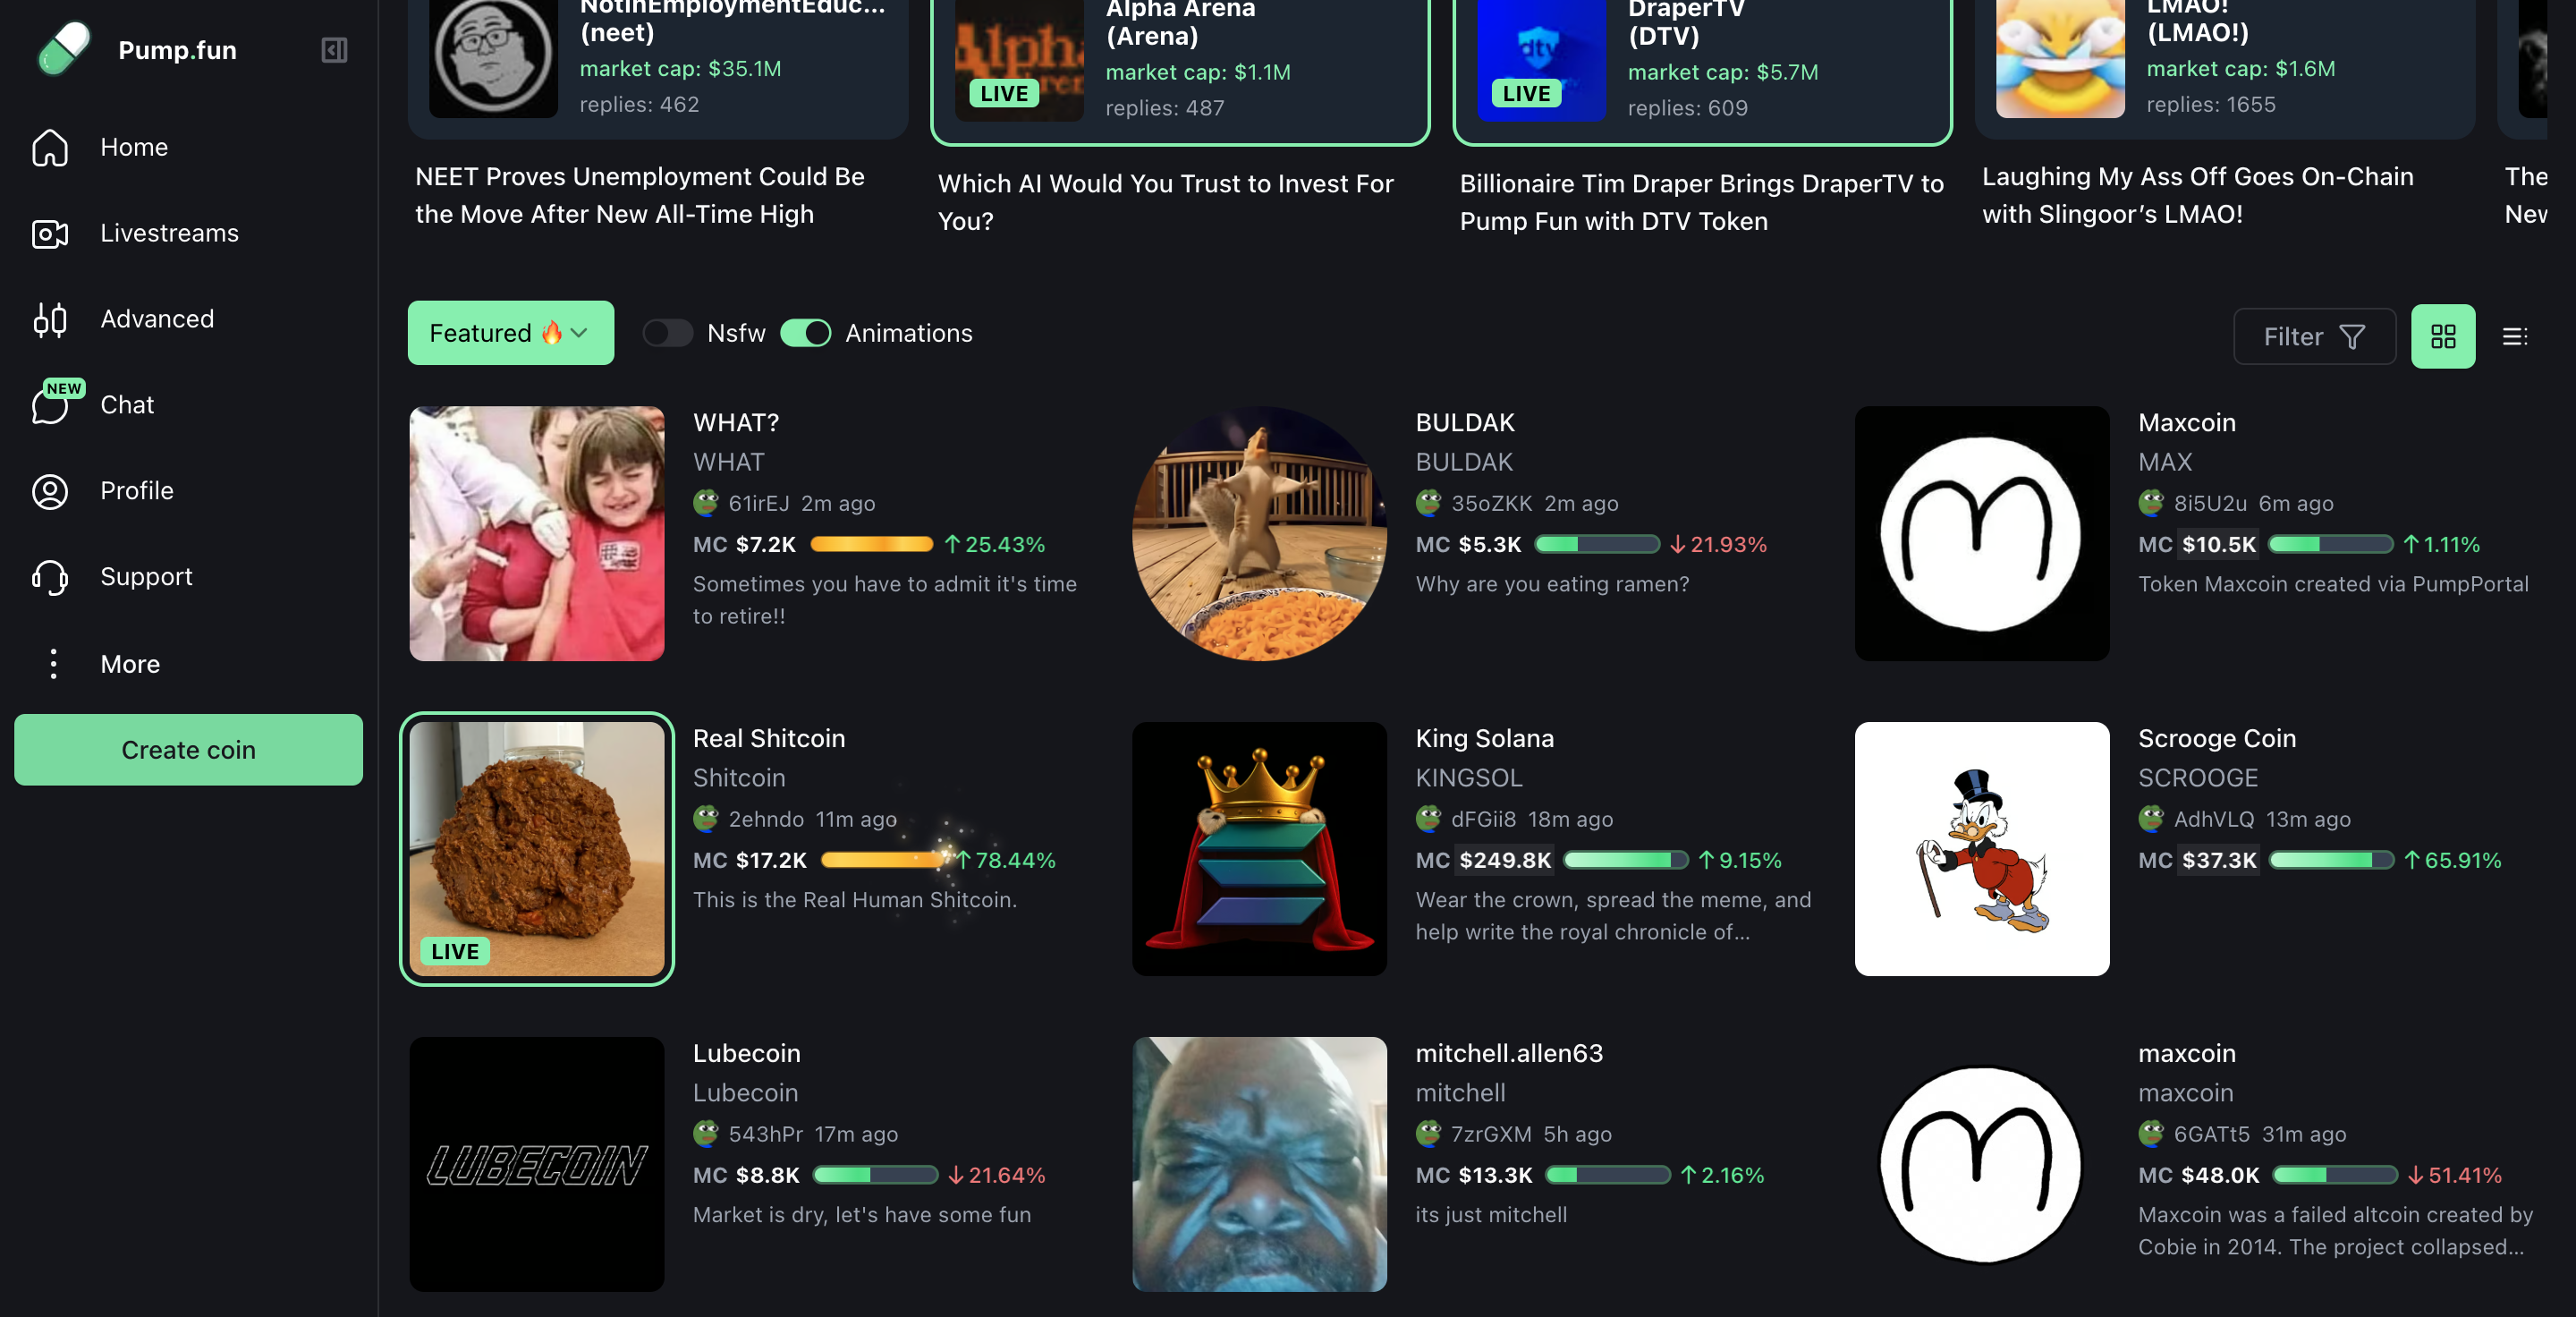 Pump.fun
Home
Livestreams
Advanced
NEW
Chat
Profile
Support
More
Create coin
NotInEmploymentEduc...
(neet)
market cap: $35.1M
replies: 462
NEET Proves Unemployment Could Be
the Move After New All-Time High
Alpha Arena
(Arena)
market cap: $1.1M
replies: 487
LIVE
Which AI Would You Trust to Invest For
You?
DraperTV
(DTV)
market cap: $5.7M
replies: 609
dtv
LIVE
Billionaire Tim Draper Brings DraperTV to
Pump Fun with DTV Token
LMAO!
(LMAO!)
market cap: $1.6M
replies: 1655
Laughing My Ass Off Goes On-Chain
with Slingoor’s LMAO!
The
Featured 🔥
Nsfw
Animations
Filter
WHAT?
WHAT
61irEJ 2m ago
MC $7.2K ↑ 25.43%
Sometimes you have to admit it's time
to retire!!
BULDAK
BULDAK
35oZKK 2m ago
MC $5.3K ↓ 21.93%
Why are you eating ramen?
Maxcoin
MAX
8i5U2u 6m ago
MC $10.5K ↑ 1.11%
Token Maxcoin created via PumpPortal
LIVE
Real Shitcoin
Shitcoin
2ehndo 11m ago
MC $17.2K ↑ 78.44%
This is the Real Human Shitcoin.
King Solana
KINGSOL
dFGii8 18m ago
MC $249.8K ↑ 9.15%
Wear the crown, spread the meme, and
help write the royal chronicle of...
Scrooge Coin
SCROOGE
AdhVLQ 13m ago
MC $37.3K ↑ 65.91%
LUBECOIN
Lubecoin
Lubecoin
543hPr 17m ago
MC $8.8K ↓ 21.64%
Market is dry, let's have some fun
mitchell.allen63
mitchell
7zrGXM 5h ago
MC $13.3K ↑ 2.16%
its just mitchell
maxcoin
maxcoin
6GATt5 31m ago
MC $48.0K ↓ 51.41%
Maxcoin was a failed altcoin created by
Cobie in 2014. The project collapsed...